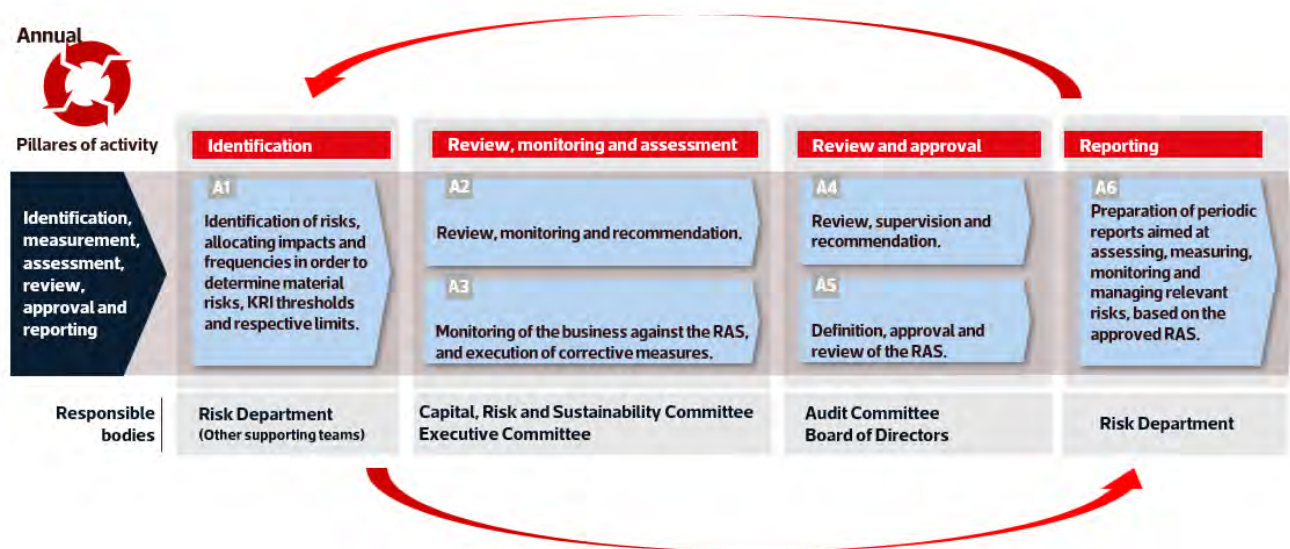 Annual
Pillares of activity
Identification
Review, monitoring and assessment
Review and approval
Reporting
Identification,
measurement,
assessment,
review,
approval and
reporting
A1
Identification of risks,
allocating impacts and
frequencies in order to
determine material
risks, KRI thresholds
and respective limits.
A2
Review, monitoring and recommendation.
A3
Monitoring of the business against the RAS,
and execution of corrective measures.
A4
Review, supervision and
recommendation.
A5
Definition, approval and
review of the RAS.
A6
Preparation of periodic
reports aimed at
assessing, measuring,
monitoring and
managing relevant
risks, based on the
approved RAS.
Responsible
bodies
Risk Department
(Other supporting teams)
Capital, Risk and Sustainability Committee
Executive Committee
Audit Committee
Board of Directors
Risk Department